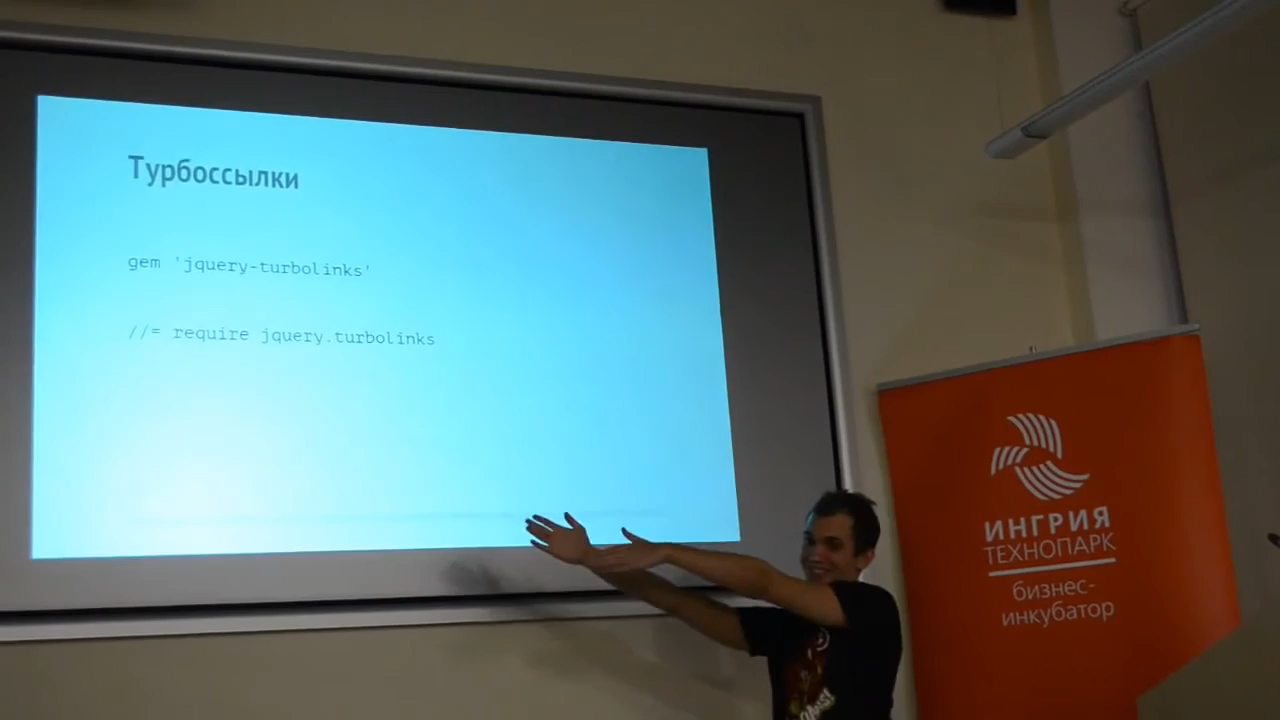 Турбоссылки
gem 'jquery-turbolinks'
//= require jquery.turbolinks
ИНГРИЯ
ТЕХНОПАРК
бизнес-
инкубатор